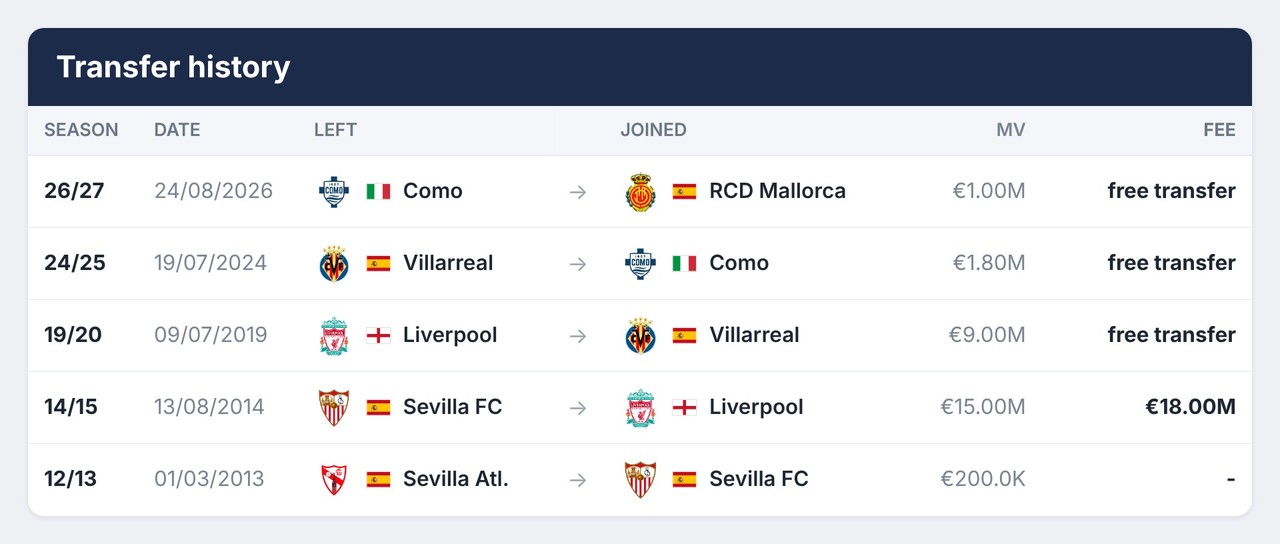 Transfer history
SEASON DATE LEFT JOINED MV FEE
26/27 24/08/2026 COMO Como → RCD Mallorca €1.00M free transfer
24/25 19/07/2024 Villarreal → COMO Como €1.80M free transfer
19/20 09/07/2019 Liverpool → Villarreal €9.00M free transfer
14/15 13/08/2014 Sevilla FC → Liverpool €15.00M €18.00M
12/13 01/03/2013 Sevilla Atl. → Sevilla FC €200.0K -